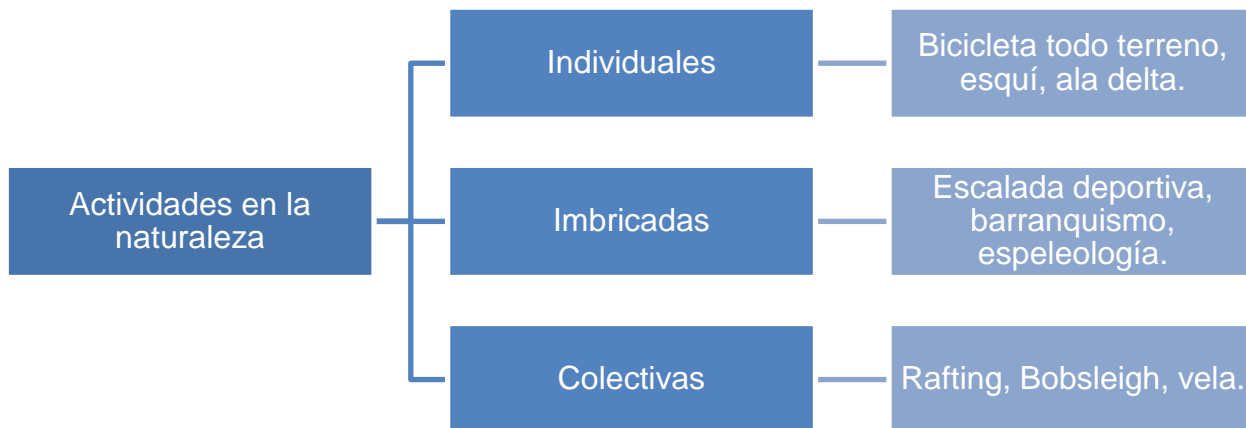 Actividades en la
naturaleza
Individuales
Bicicleta todo terreno,
esquí, ala delta.
Imbricadas
Escalada deportiva,
barranquismo,
espeleología.
Colectivas
Rafting, Bobsleigh, vela.